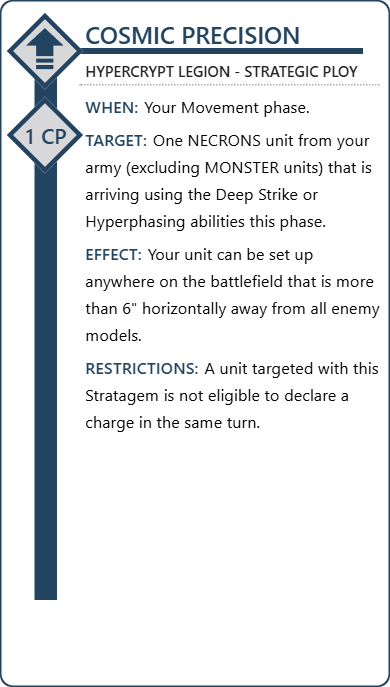 COSMIC PRECISION
HYPERCRYPT LEGION - STRATEGIC PLOY
WHEN: Your Movement phase.
1 CP
TARGET: One NECRONS unit from your
army (excluding MONSTER units) that is
arriving using the Deep Strike or
Hyperphasing abilities this phase.
EFFECT: Your unit can be set up
anywhere on the battlefield that is more
than 6" horizontally away from all enemy
models.
RESTRICTIONS: A unit targeted with this
Stratagem is not eligible to declare a
charge in the same turn.